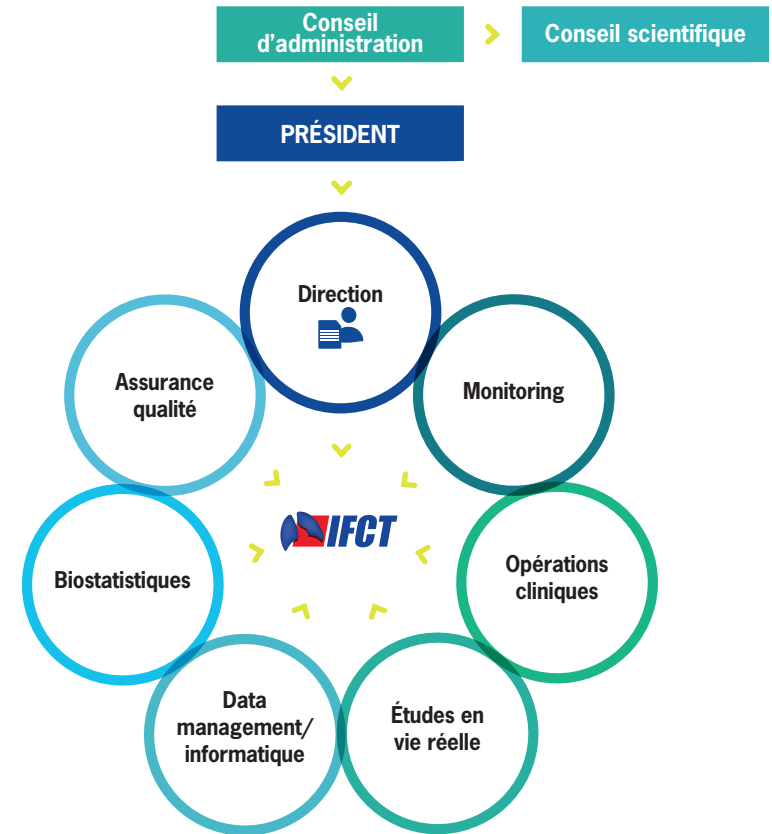 Conseil
d’administration
Conseil scientifique
PRÉSIDENT
Direction
Assurance
qualité
Monitoring
IFCT
Biostatistiques
Opérations
cliniques
Data
management/
informatique
Études en
vie réelle